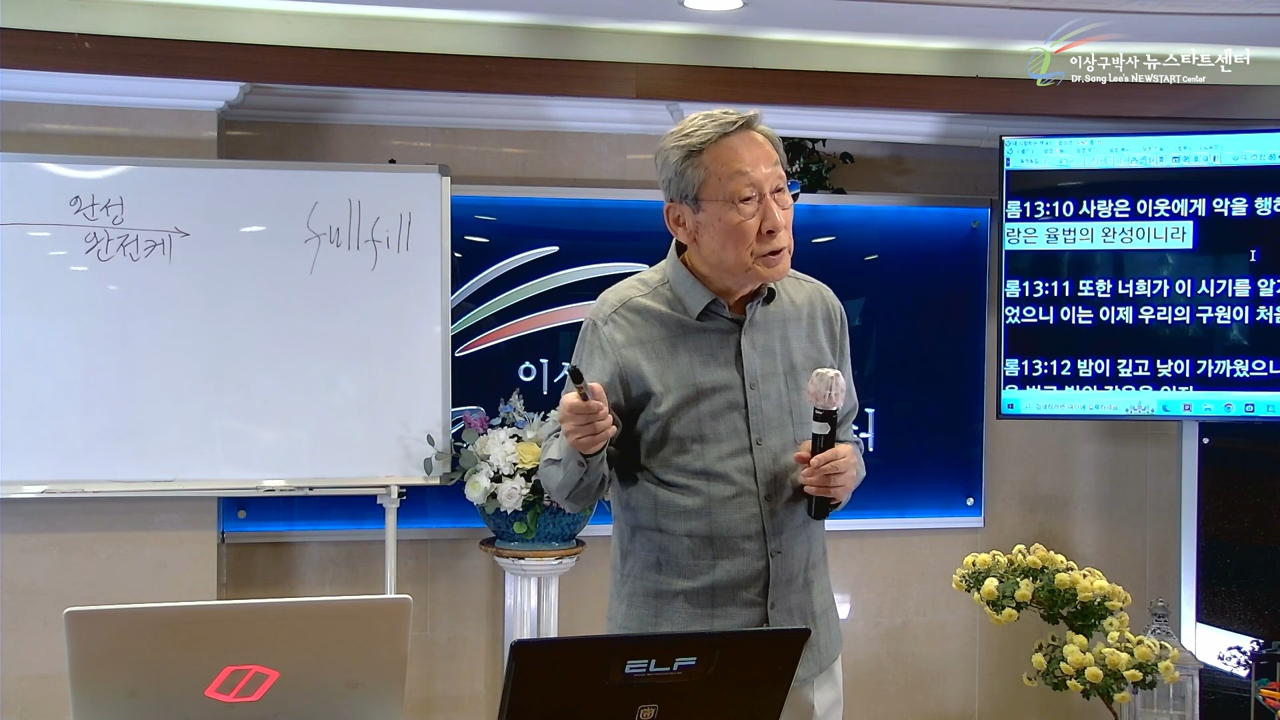 이상구박사 뉴스타트센터
Dr. Sang Lee's NEWSTART Center
완성
완전케
fullfill
롬13:10 사랑은 이웃에게 악을 행하
랑은 율법의 완성이니라
롬13:11 또한 너희가 이 시기를 알
었으니 이는 이제 우리의 구원이 처음
롬13:12 밤이 깊고 낮이 가까웠으니
이상
ELF